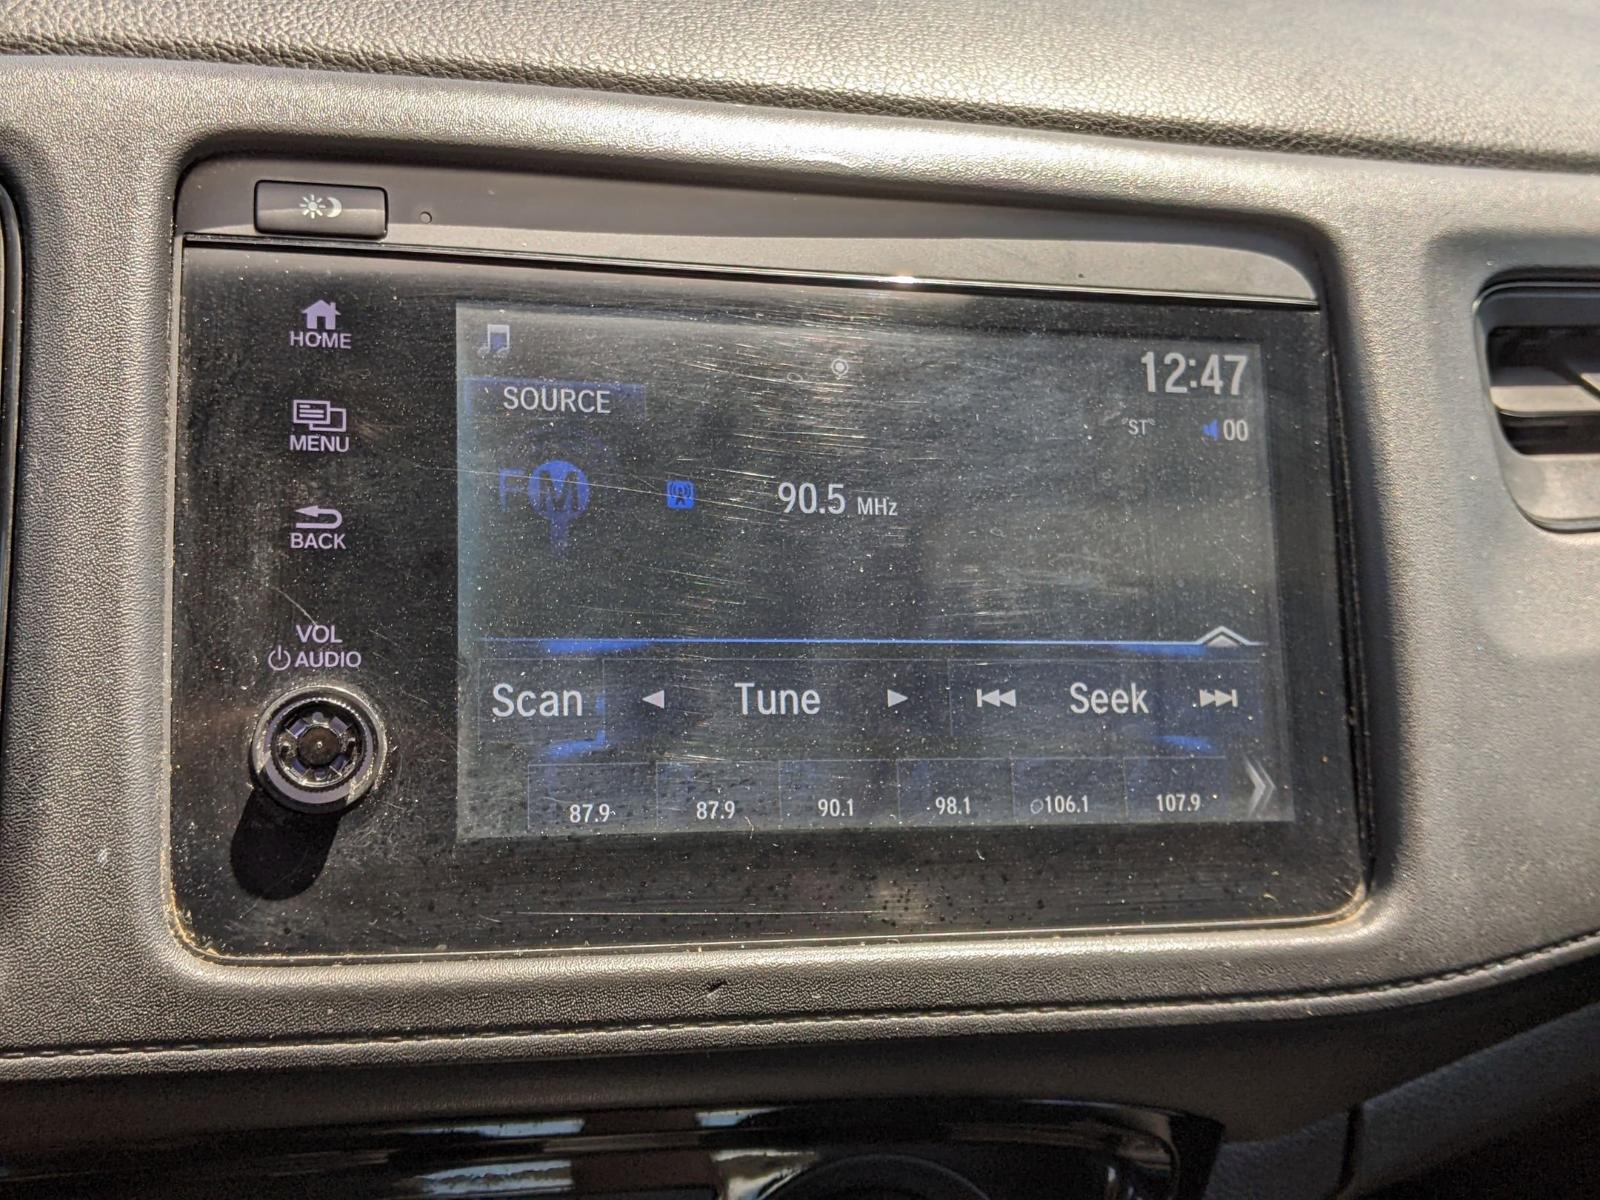 HOME
MENU
BACK
VOL
AUDIO
12:47
SOURCE
ST
00
FM
90.5 MHz
Scan Tune Seek
87.9 87.9 90.1 98.1 106.1 107.9